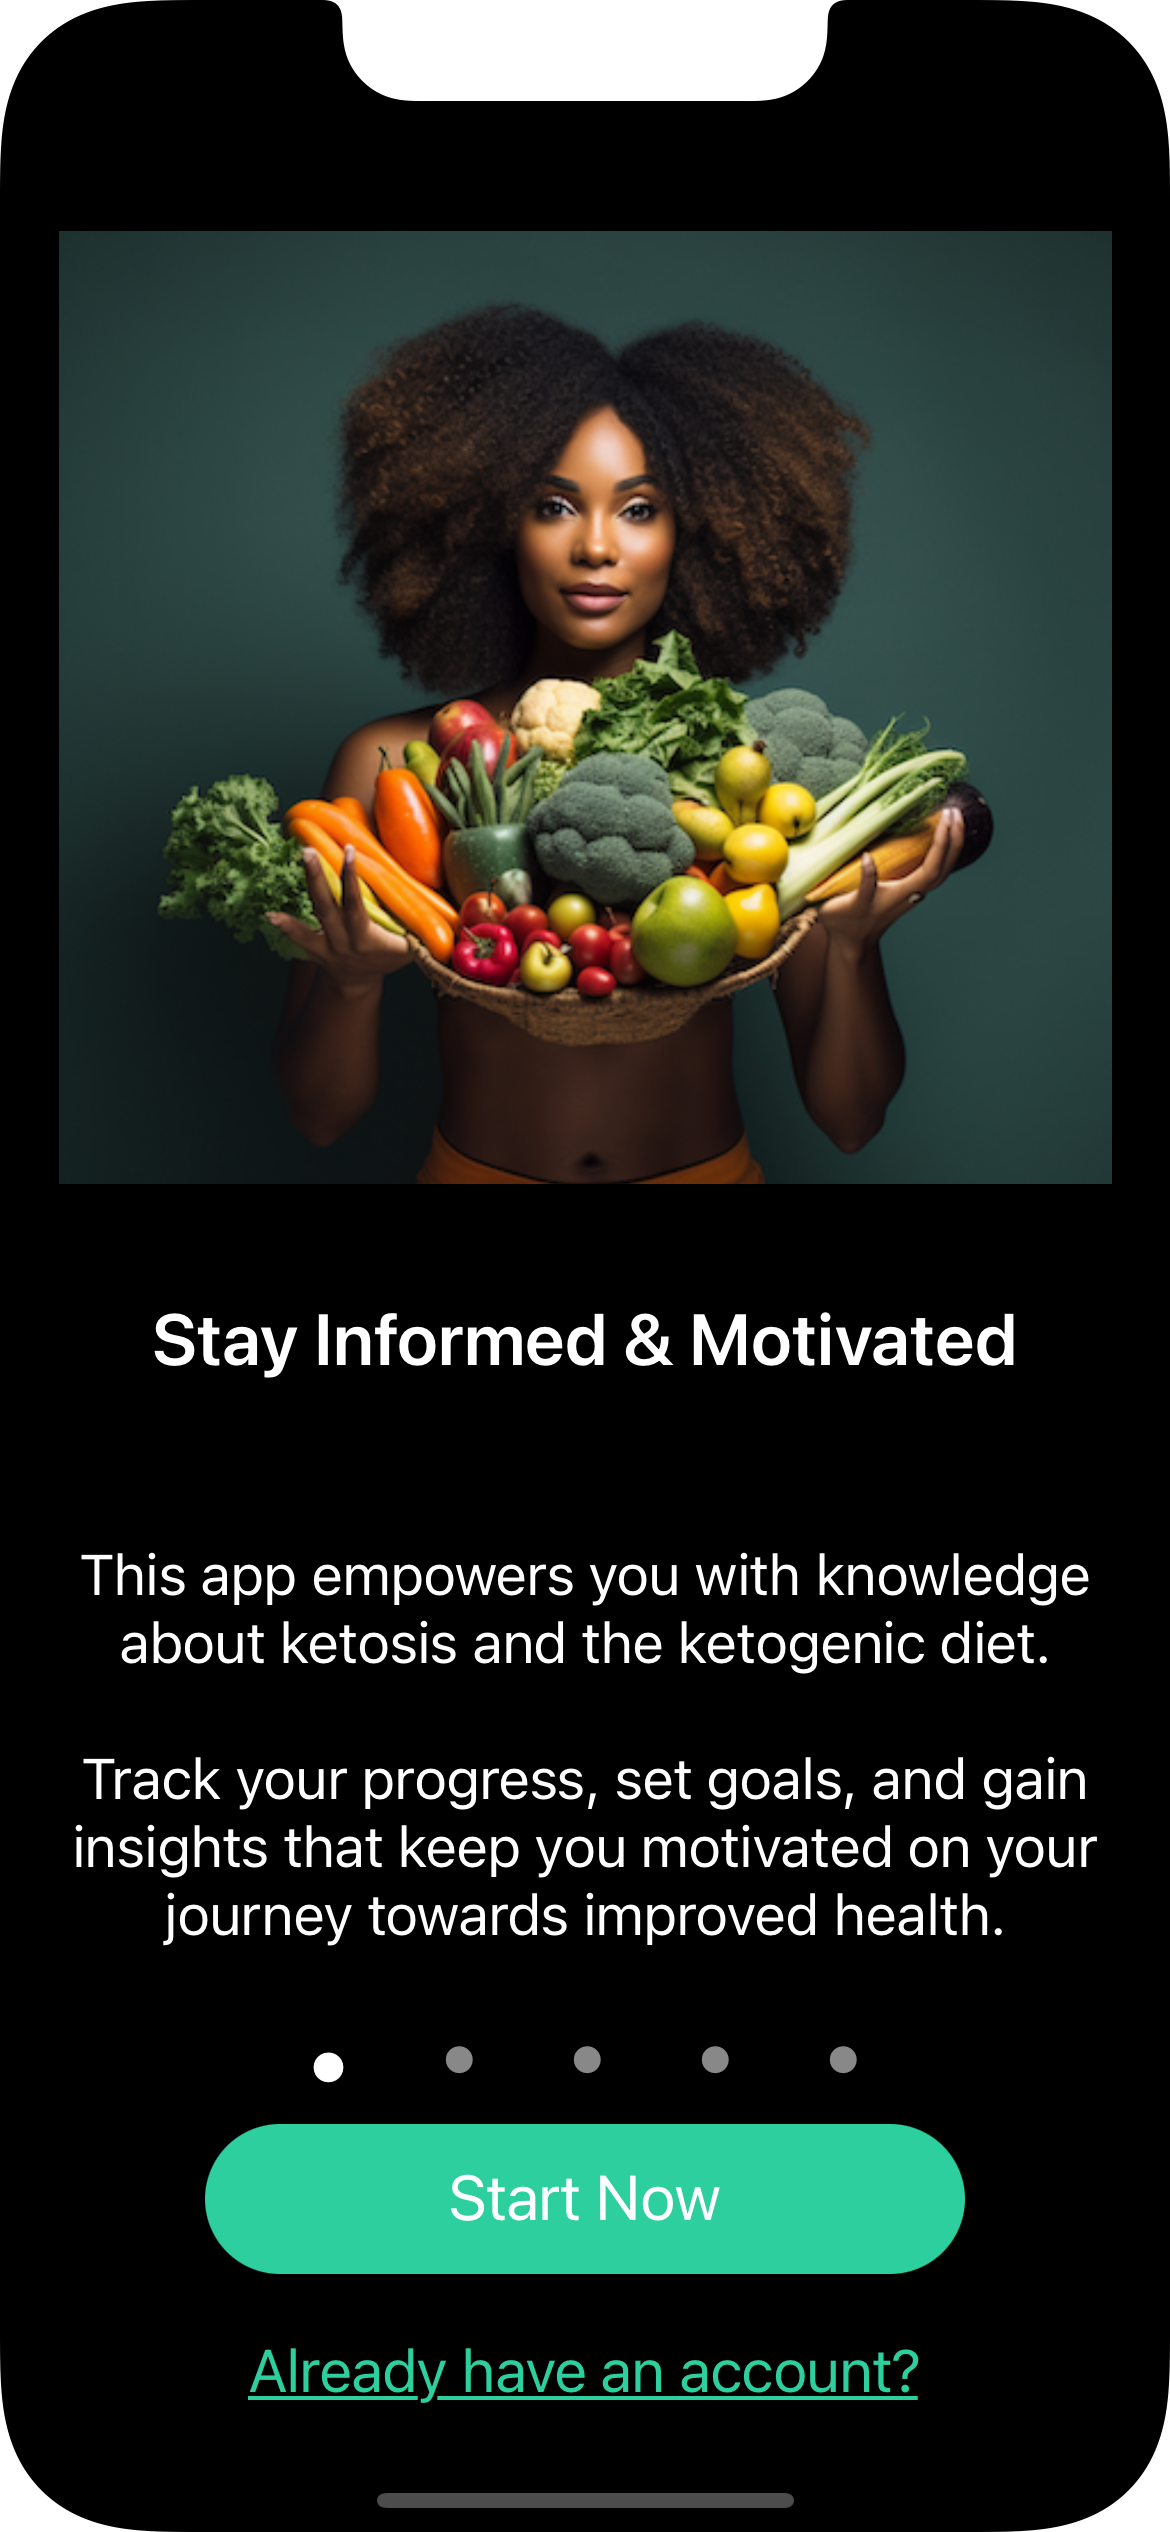 Stay Informed & Motivated
This app empowers you with knowledge
about ketosis and the ketogenic diet.
Track your progress, set goals, and gain
insights that keep you motivated on your
journey towards improved health.
Start Now
Already have an account?